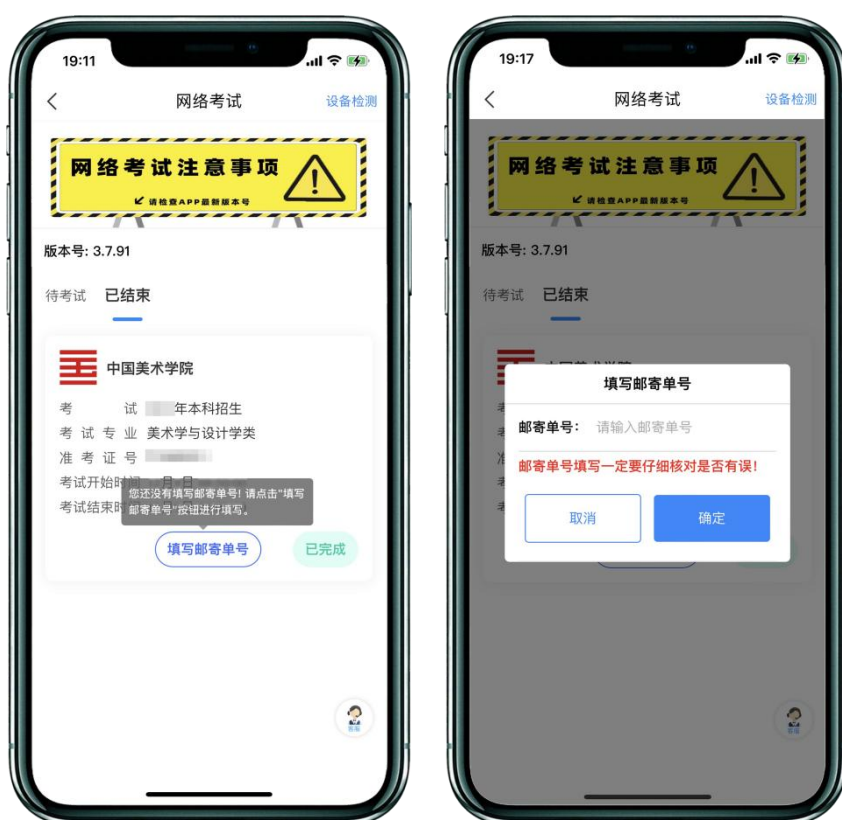 19:11
网络考试
设备检测
网络考试注意事项
请检查APP最新版本号
版本号: 3.7.91
待考试 已结束
中国美术学院
考 试 年本科招生
考试专业 美术学与设计学类
准考证号
考试开始时间
考试结束时
您还没有填写邮寄单号! 请点击"填写
邮寄单号"按钮进行填写。
填写邮寄单号
已完成
客服
19:17
网络考试
设备检测
网络考试注意事项
请检查APP最新版本号
版本号: 3.7.91
待考试 已结束
填写邮寄单号
邮寄单号: 请输入邮寄单号
邮寄单号填写一定要仔细核对是否有误!
取消
确定
客服